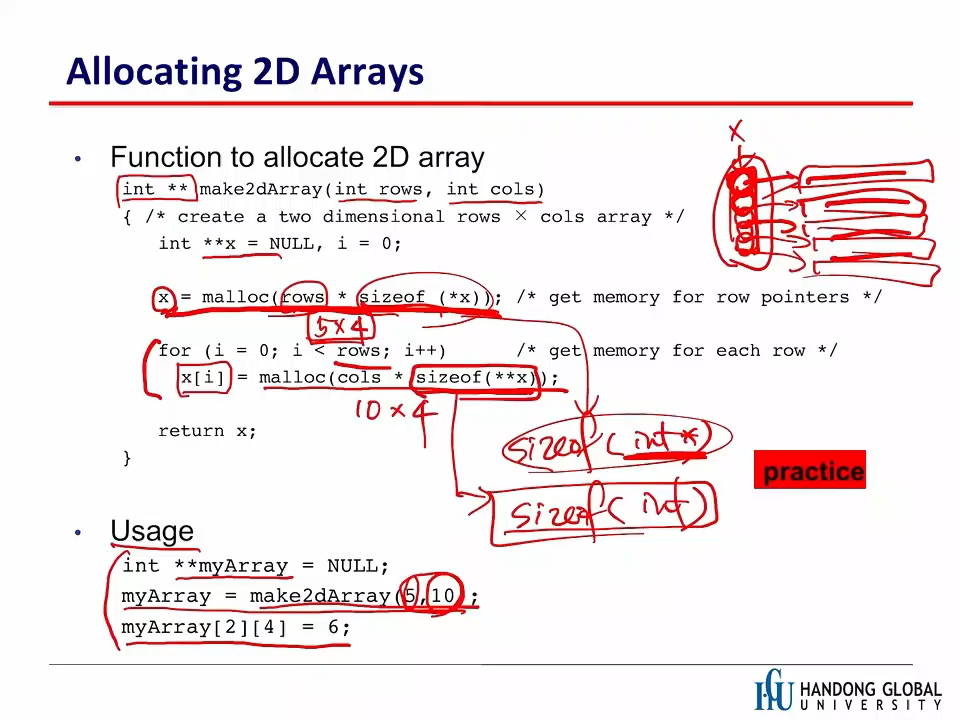 Allocating 2D Arrays
• Function to allocate 2D array
int ** make2dArray(int rows, int cols)
{ /* create a two dimensional rows × cols array */
int **x = NULL, i = 0;
x = malloc(rows * sizeof (*x)); /* get memory for row pointers */
5×4
for (i = 0; i < rows; i++) /* get memory for each row */
x[i] = malloc(cols * sizeof(**x));
10×4
return x;
}
sizeof (int *)
sizeof (int)
practice
x
• Usage
int **myArray = NULL;
myArray = make2dArray(5,10);
myArray[2][4] = 6;
HANDONG GLOBAL
UNIVERSITY